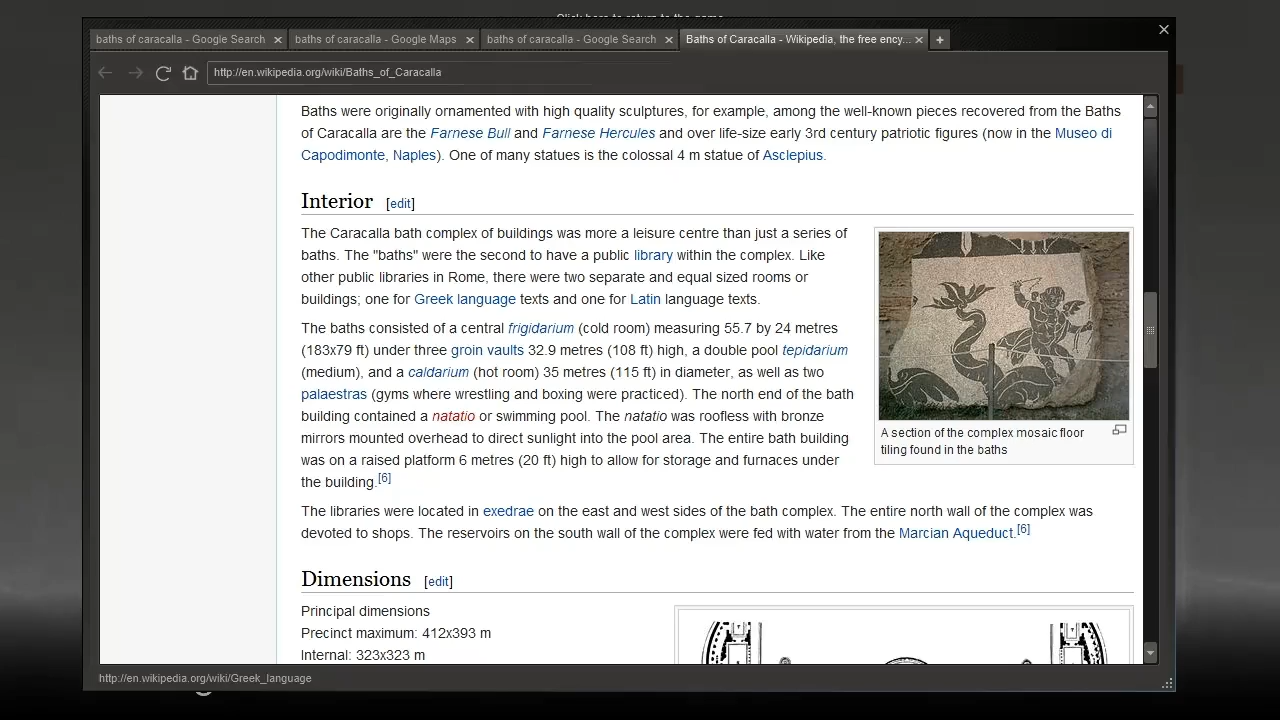 Click here to return to the game
baths of caracalla - Google Search
baths of caracalla - Google Maps
baths of caracalla - Google Search
Baths of Caracalla - Wikipedia, the free ency...
http://en.wikipedia.org/wiki/Baths_of_Caracalla
Baths were originally ornamented with high quality sculptures, for example, among the well-known pieces recovered from the Baths
of Caracalla are the Farnese Bull and Farnese Hercules and over life-size early 3rd century patriotic figures (now in the Museo di
Capodimonte, Naples). One of many statues is the colossal 4 m statue of Asclepius.
Interior [edit]
The Caracalla bath complex of buildings was more a leisure centre than just a series of
baths. The "baths" were the second to have a public library within the complex. Like
other public libraries in Rome, there were two separate and equal sized rooms or
buildings; one for Greek language texts and one for Latin language texts.
The baths consisted of a central frigidarium (cold room) measuring 55.7 by 24 metres
(183x79 ft) under three groin vaults 32.9 metres (108 ft) high, a double pool tepidarium
(medium), and a caldarium (hot room) 35 metres (115 ft) in diameter, as well as two
palaestras (gyms where wrestling and boxing were practiced). The north end of the bath
building contained a natatio or swimming pool. The natatio was roofless with bronze
mirrors mounted overhead to direct sunlight into the pool area. The entire bath building
was on a raised platform 6 metres (20 ft) high to allow for storage and furnaces under
the building.[6]
A section of the complex mosaic floor
tiling found in the baths
The libraries were located in exedrae on the east and west sides of the bath complex. The entire north wall of the complex was
devoted to shops. The reservoirs on the south wall of the complex were fed with water from the Marcian Aqueduct.[6]
Dimensions [edit]
Principal dimensions
Precinct maximum: 412x393 m
Internal: 323x323 m
http://en.wikipedia.org/wiki/Greek_language